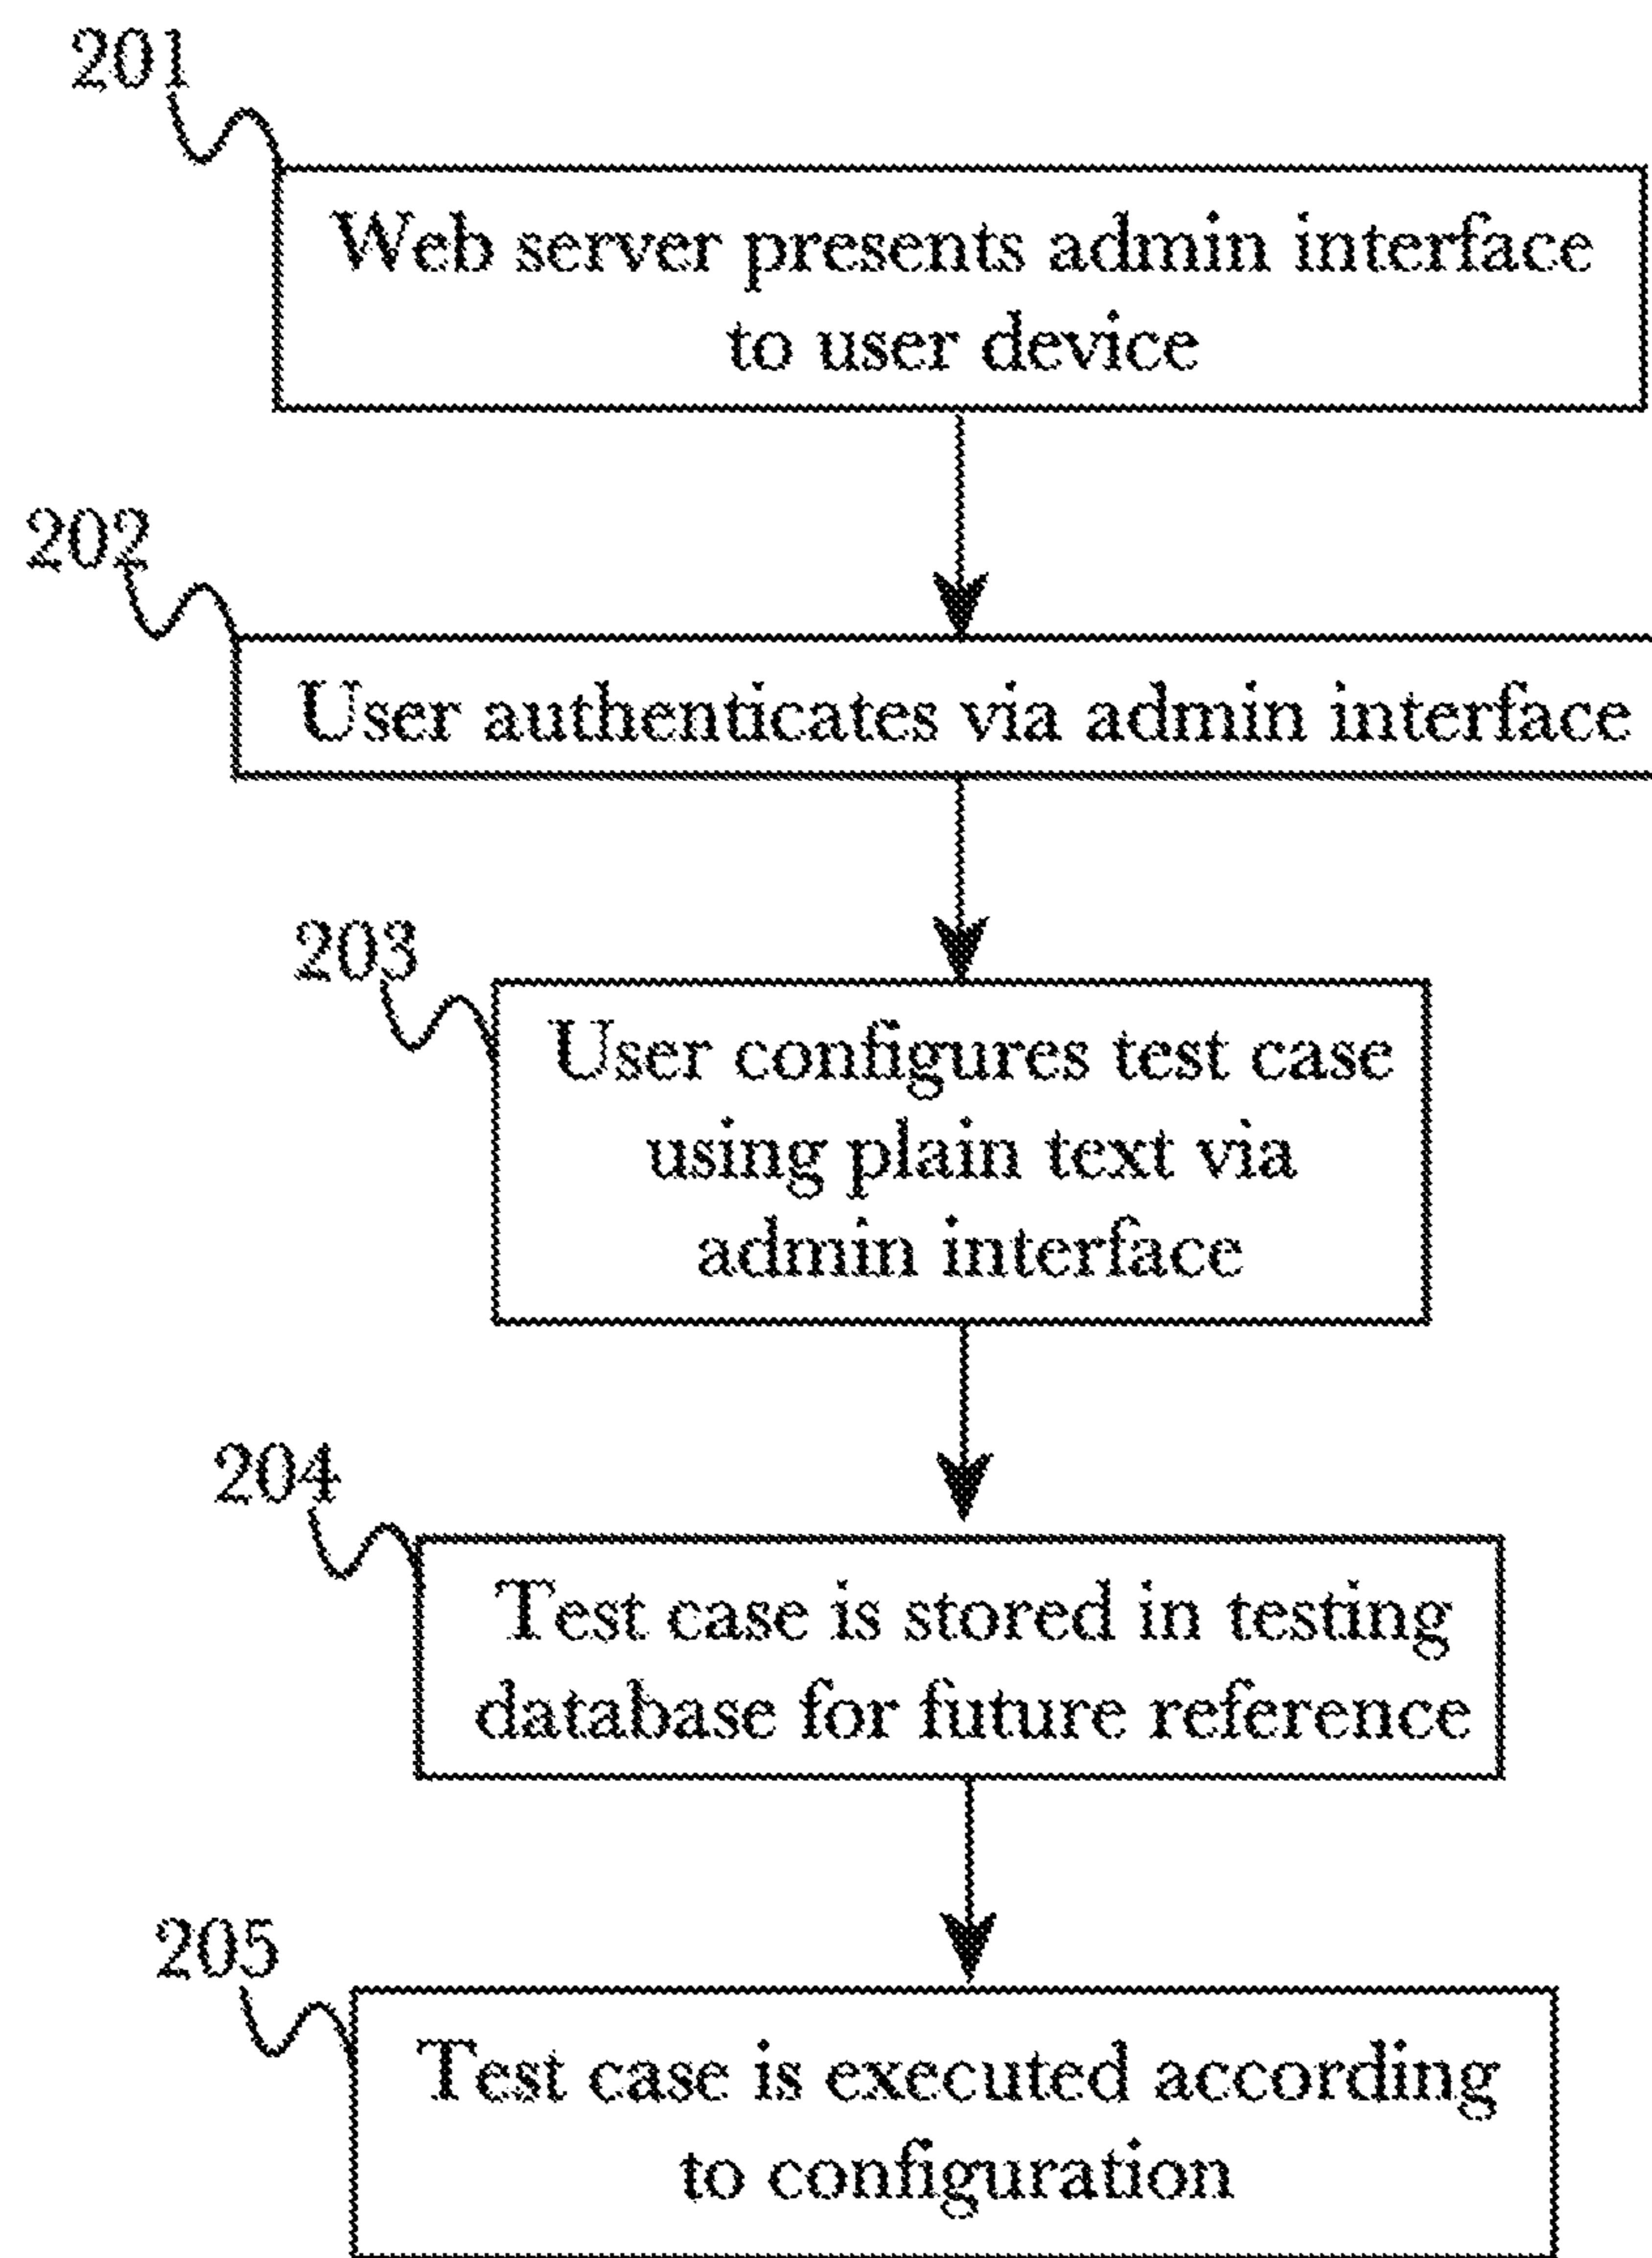 201
Web server presents admin interface
to user device
202
User authenticates via admin interface
203
User configures test case
using plain text via
admin interface
204
Test case is stored in testing
database for future reference
205
Test case is executed according
to configuration